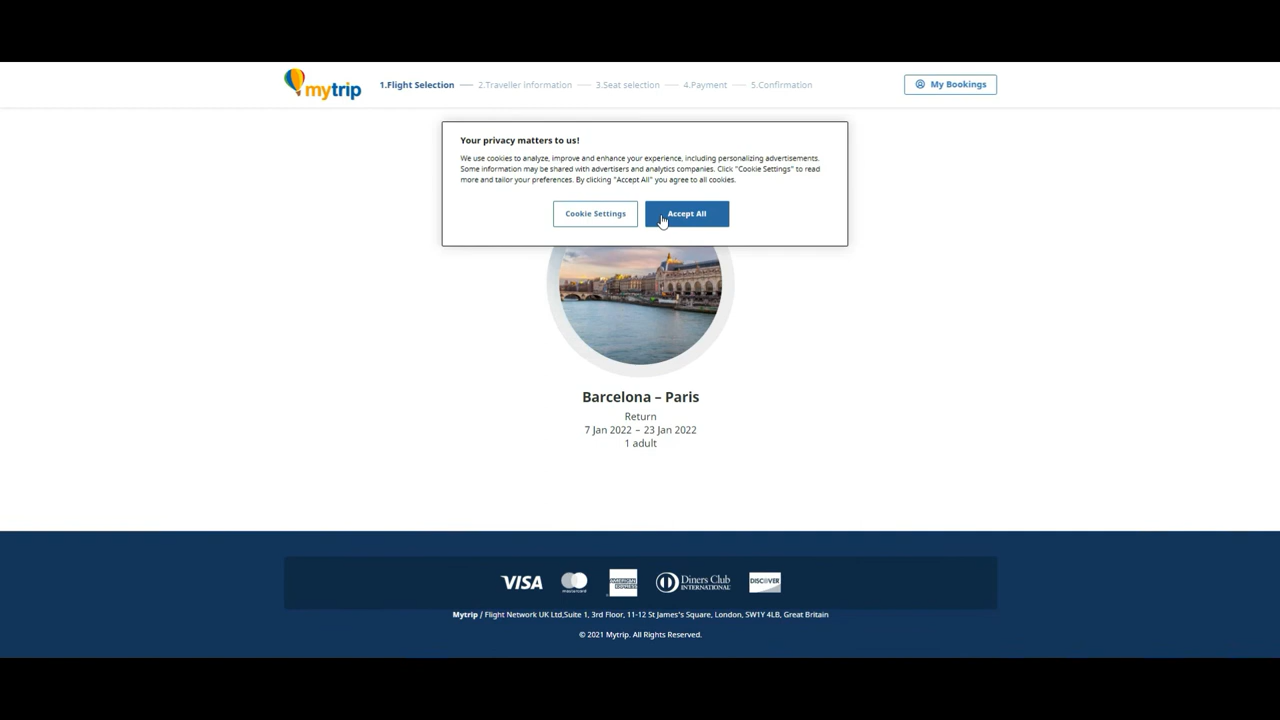 mytrip
1.Flight Selection — 2.Traveller information — 3.Seat selection — 4.Payment — 5.Confirmation
My Bookings
Your privacy matters to us!
We use cookies to analyze, improve and enhance your experience, including personalizing advertisements.
Some information may be shared with advertisers and analytics companies. Click "Cookie Settings" to read
more and tailor your preferences. By clicking "Accept All" you agree to all cookies.
Cookie Settings
Accept All
Barcelona – Paris
Return
7 Jan 2022 – 23 Jan 2022
1 adult
VISA
mastercard
AMERICAN EXPRESS
Diners Club INTERNATIONAL
DISCOVER
Mytrip / Flight Network UK Ltd,Suite 1, 3rd Floor, 11-12 St James's Square, London, SW1Y 4LB, Great Britain
© 2021 Mytrip. All Rights Reserved.